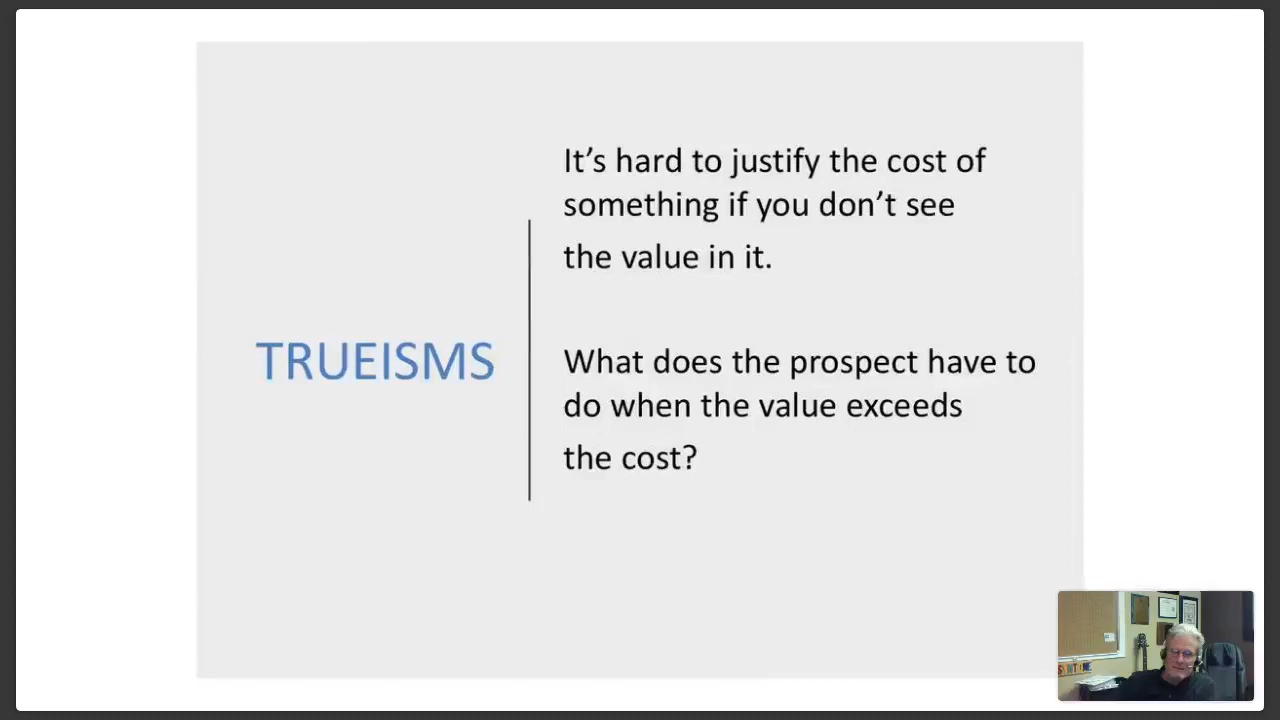 It’s hard to justify the cost of
something if you don’t see
the value in it.
TRUEISMS
What does the prospect have to
do when the value exceeds
the cost?